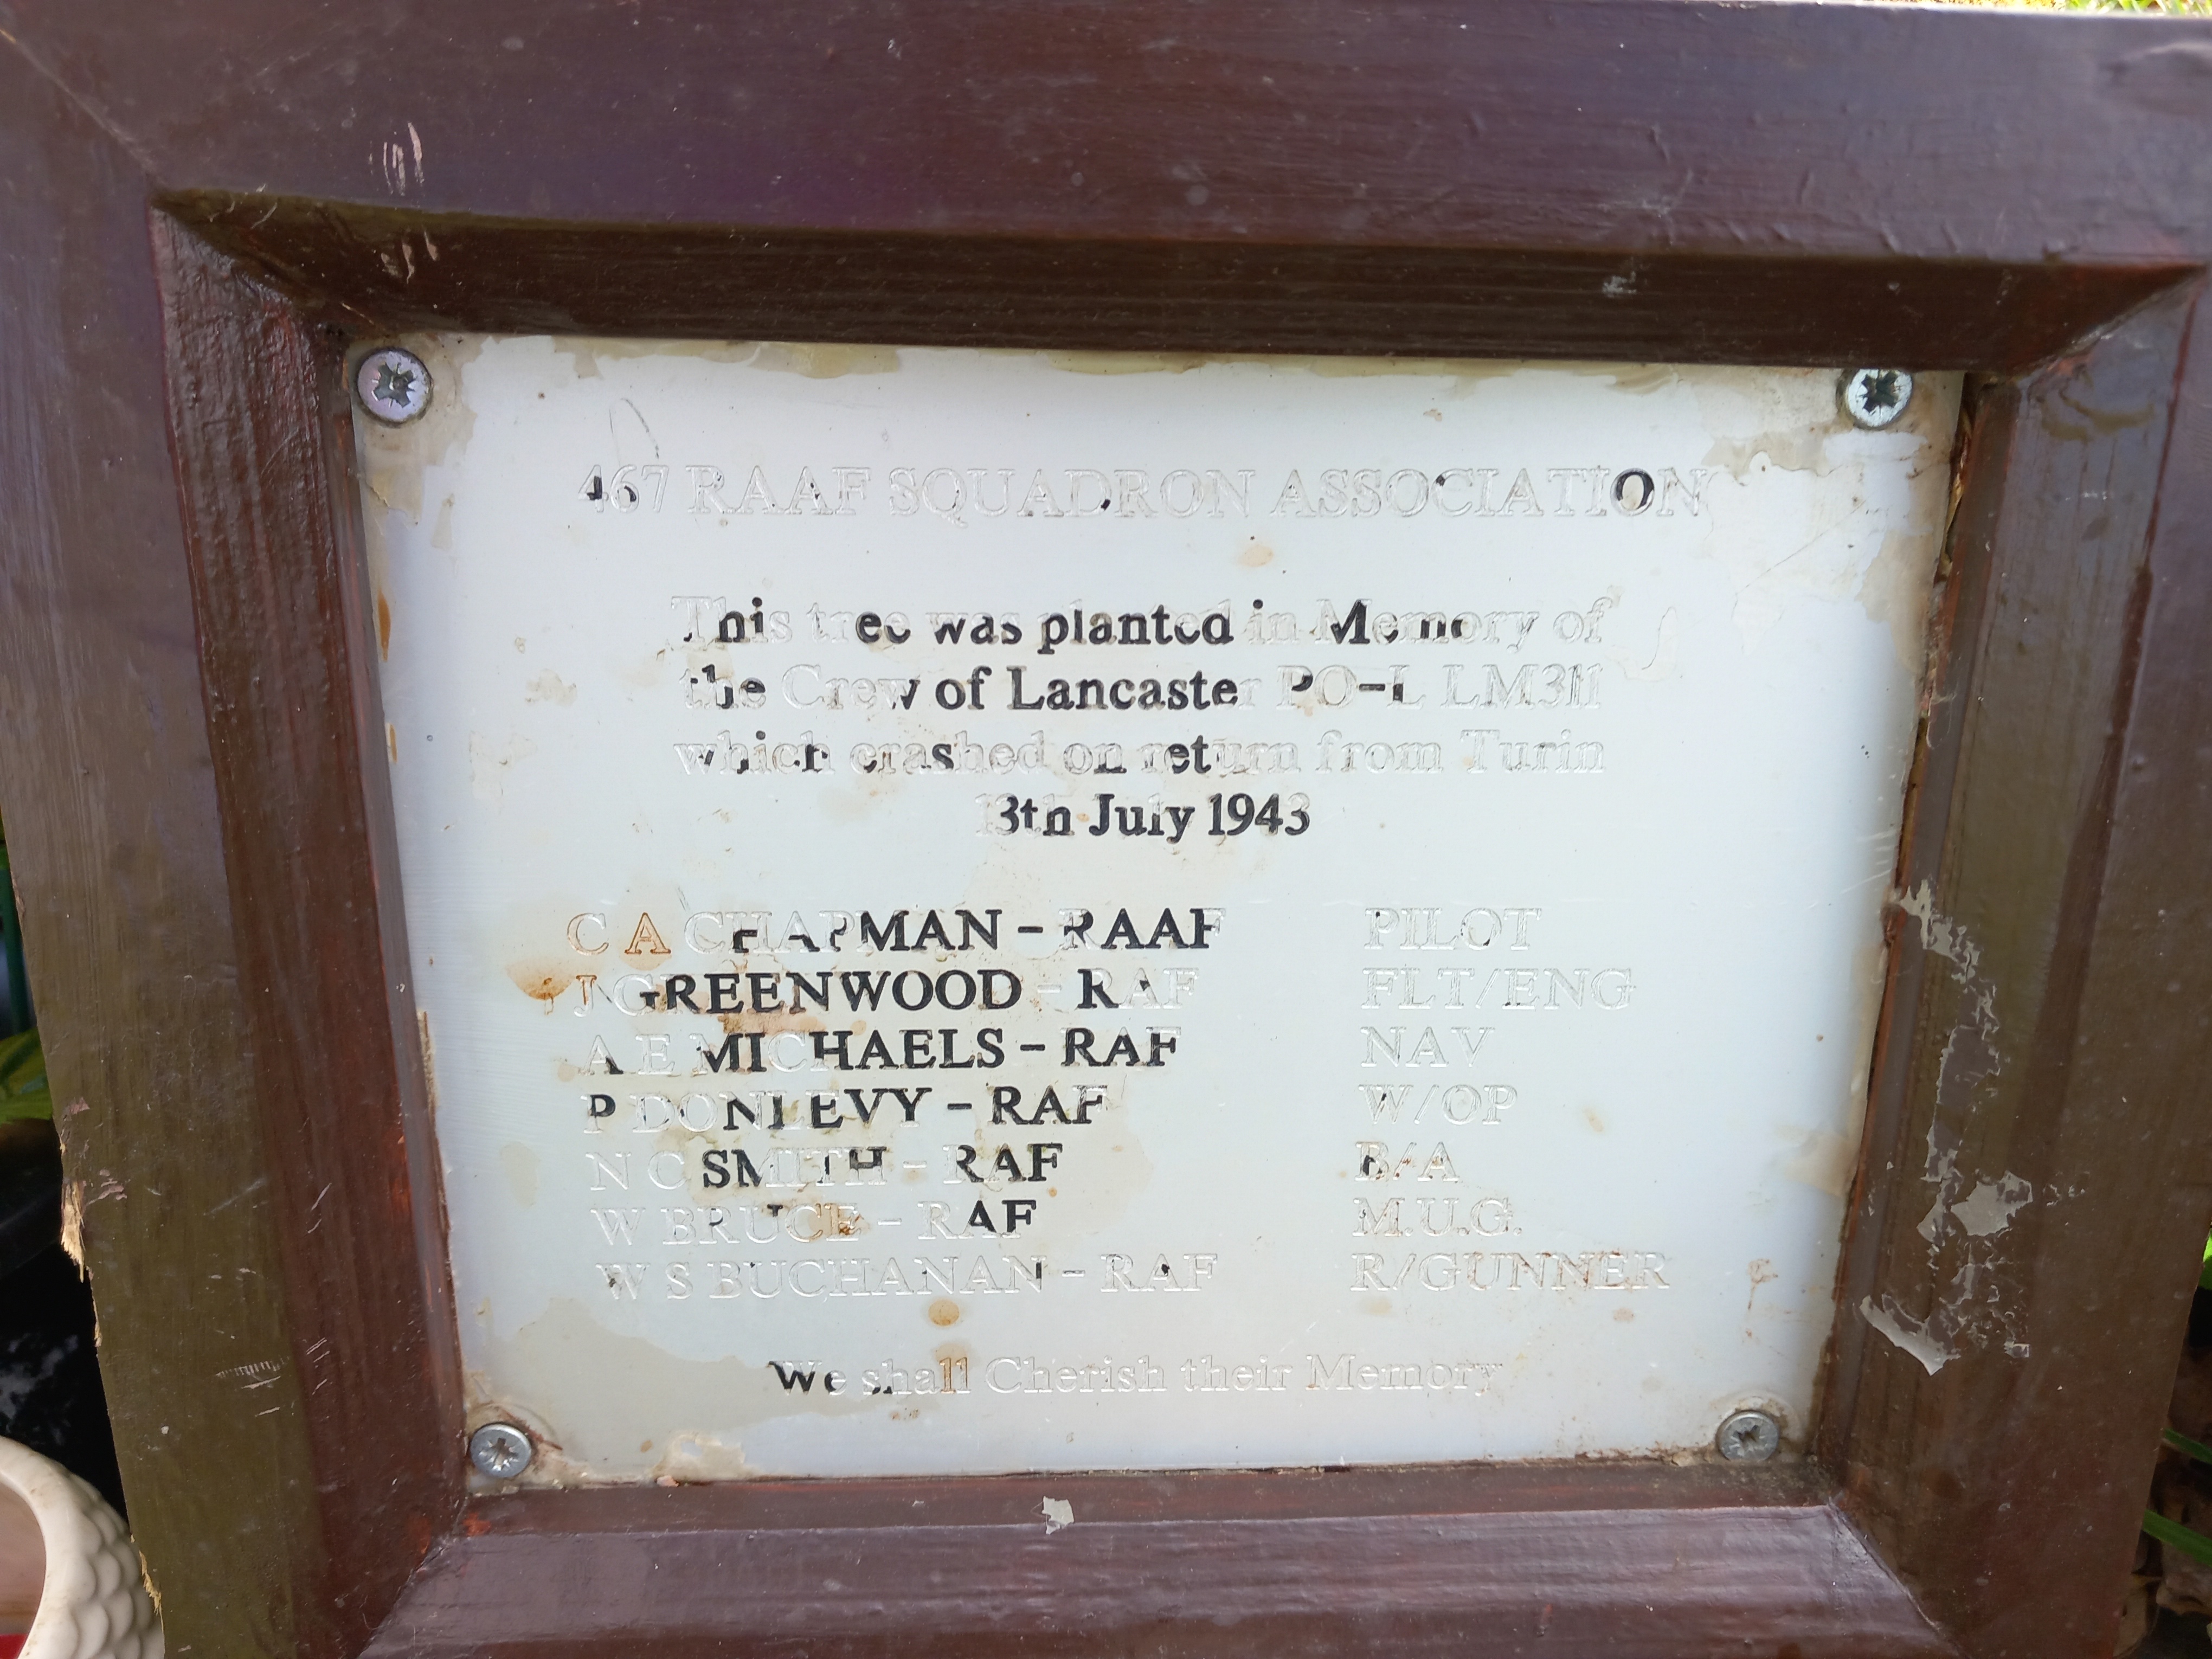 467 RAAF SQUADRON ASSOCIATION
This tree was planted in Memory of
the Crew of Lancaster PO-L LM311
which crashed on return from Turin
13th July 1943
C A CHAPMAN - RAAF PILOT
J GREENWOOD - RAF FLT/ENG
A E MICHAELS - RAF NAV
P DONLEVY - RAF W/OP
N C SMITH - RAF B/A
W BRUCE - RAF M.U.G.
W S BUCHANAN - RAF R/GUNNER
We shall Cherish their Memory